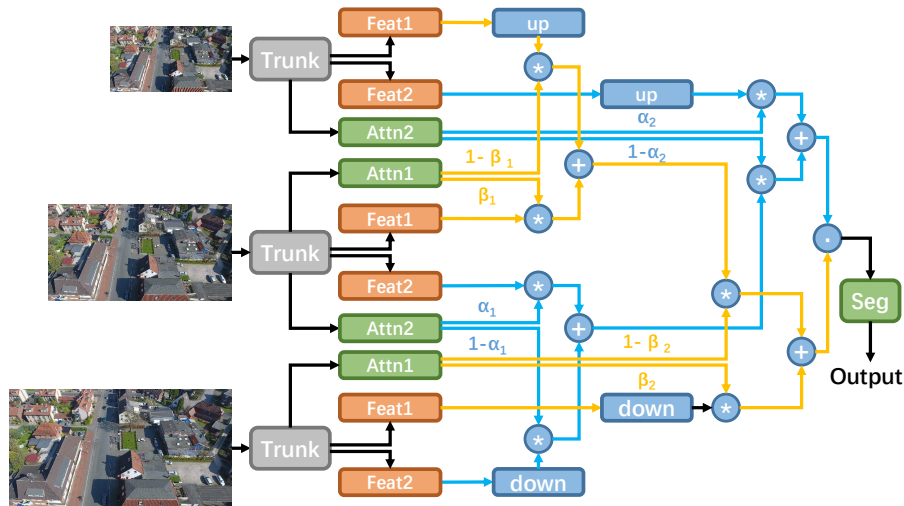 Feat1
up
Trunk
*
Feat2
up
*
Attn2
α2
+
1- β 1
Attn1
+
1-α2
*
β1
Feat1
*
Trunk
.
Feat2
*
*
Seg
α1
Attn2
+
1-α1
1- β 2
+
Attn1
β2
Output
Feat1
down
*
Trunk
*
Feat2
down